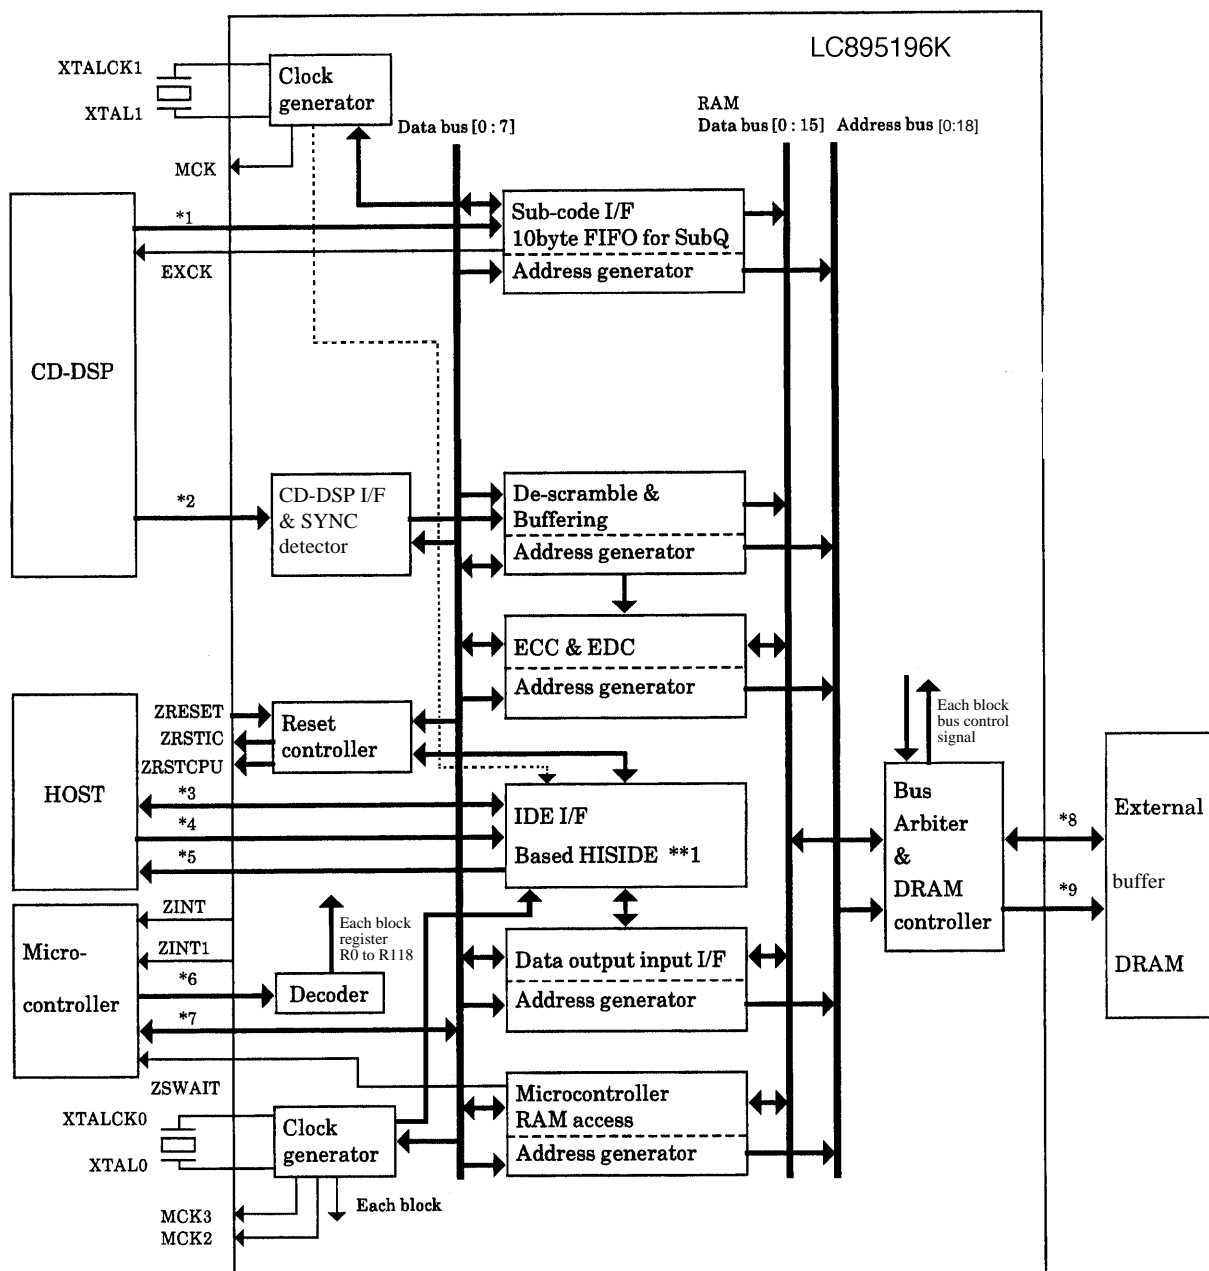 LC895196K
XTALCK1
XTAL1
Clock
generator
MCK
Data bus [0 : 7]
RAM
Data bus [0 : 15] Address bus [0:18]
*1
EXCK
Sub-code I/F
10byte FIFO for SubQ
Address generator
CD-DSP
*2
CD-DSP I/F
& SYNC
detector
De-scramble &
Buffering
Address generator
ECC & EDC
Address generator
ZRESET
ZRSTIC
ZRSTCPU
Reset
controller
Each block
bus control
signal
HOST
*3
*4
*5
IDE I/F
Based HISIDE **1
Bus
Arbiter
&
DRAM
controller
*8
*9
External
buffer
DRAM
ZINT
ZINT1
Micro-
controller
*6
*7
Each block
register
R0 to R118
Decoder
Data output input I/F
Address generator
ZSWAIT
Microcontroller
RAM access
Address generator
XTALCK0
XTAL0
Clock
generator
Each block
MCK3
MCK2